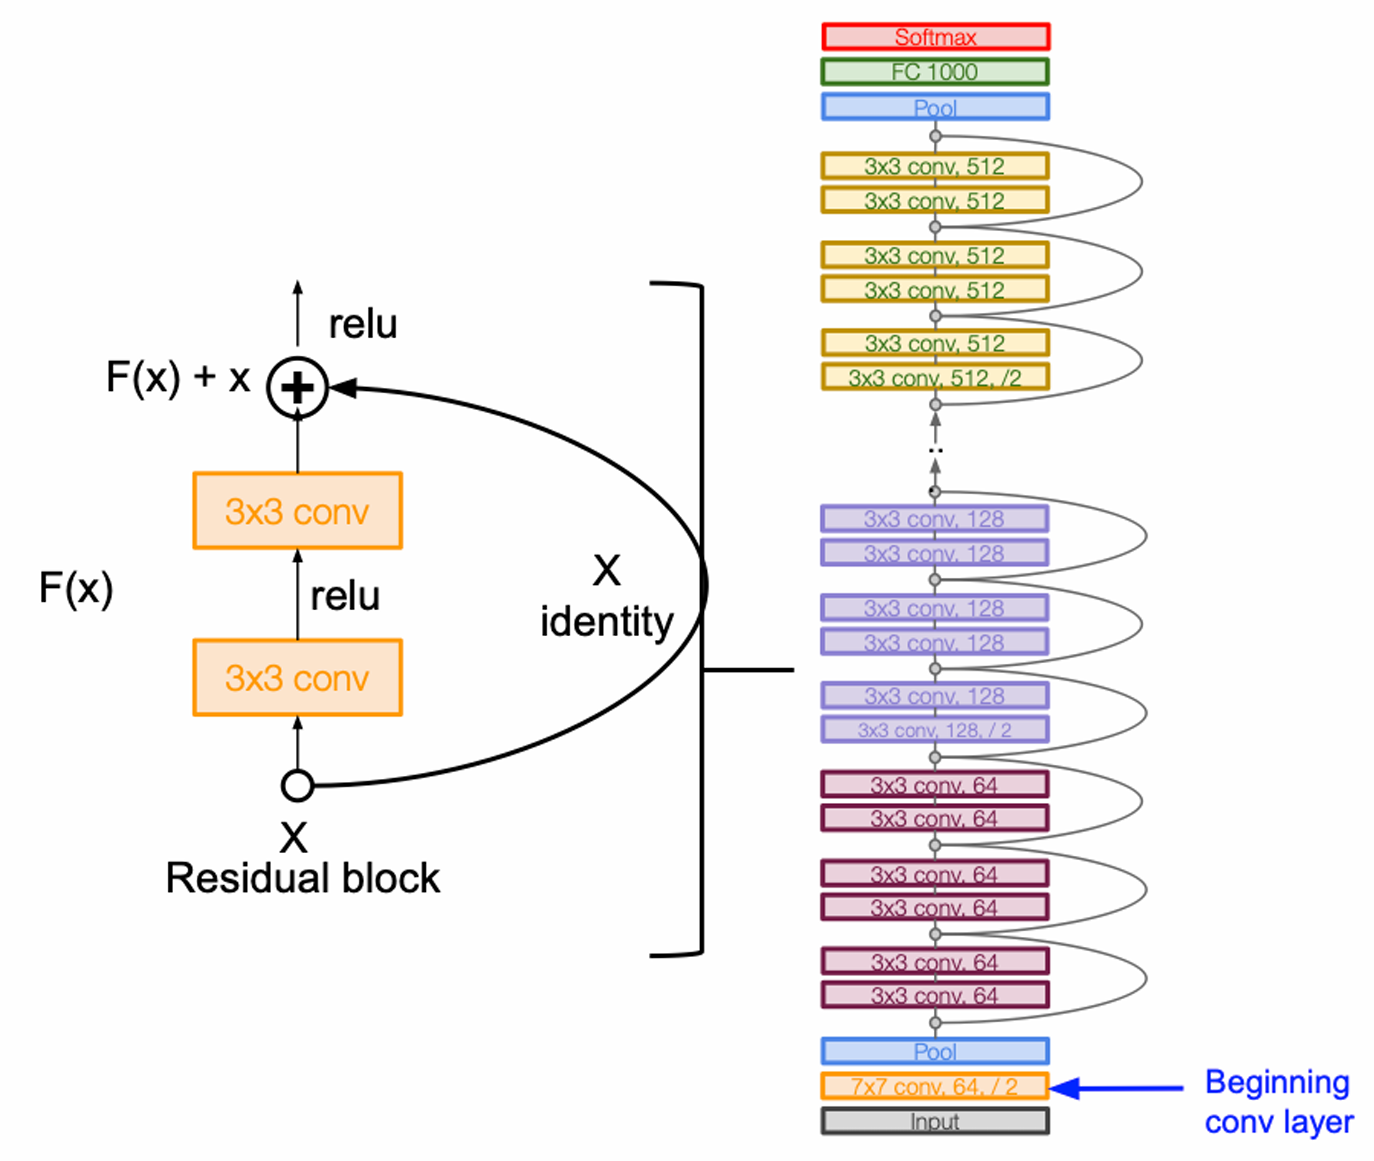 relu
F(x) + x
3x3 conv
F(x)
relu
X
identity
3x3 conv
X
Residual block
Softmax
FC 1000
Pool
3x3 conv, 512
3x3 conv, 512
3x3 conv, 512
3x3 conv, 512
3x3 conv, 512
3x3 conv, 512, /2
..
3x3 conv, 128
3x3 conv, 128
3x3 conv, 128
3x3 conv, 128
3x3 conv, 128
3x3 conv, 128, / 2
3x3 conv, 64
3x3 conv, 64
3x3 conv, 64
3x3 conv, 64
3x3 conv, 64
3x3 conv, 64
Pool
7x7 conv, 64, / 2
Input
Beginning
conv layer